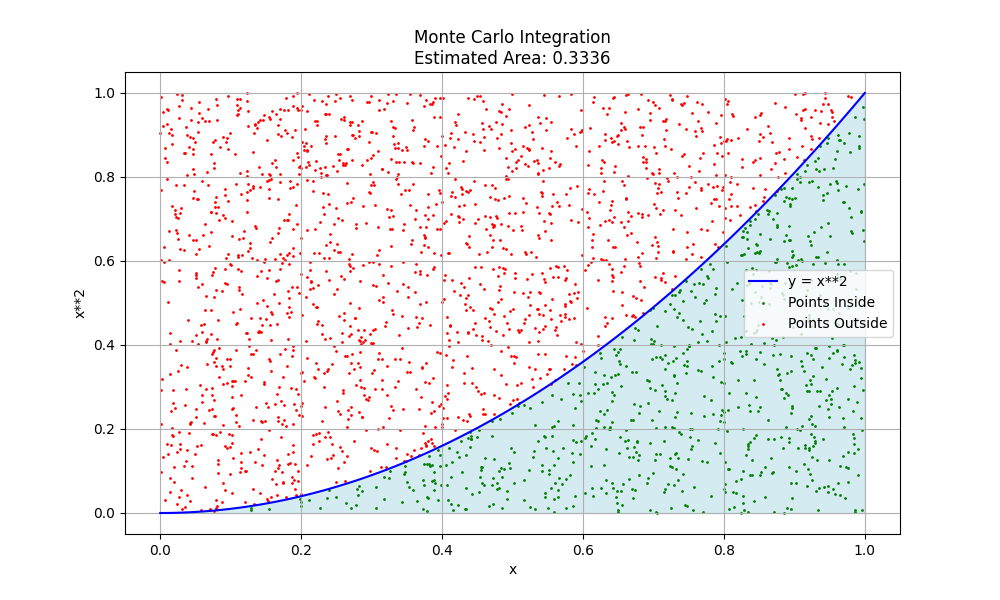 Monte Carlo Integration
Estimated Area: 0.3336
1.0
0.8
0.6
0.4
0.2
0.0
x**2
y = x**2
Points Inside
Points Outside
0.0 0.2 0.4 0.6 0.8 1.0
x